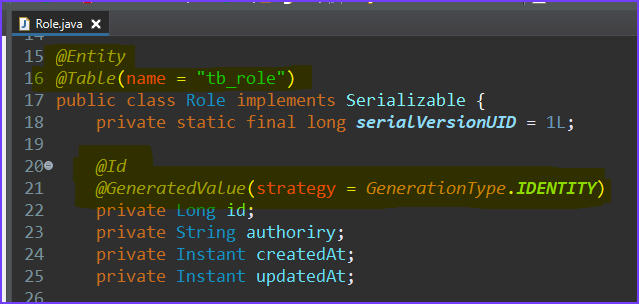 Role.java
14
15 @Entity
16 @Table(name = "tb_role")
17 public class Role implements Serializable {
18 private static final long serialVersionUID = 1L;
19
20 @Id
21 @GeneratedValue(strategy = GenerationType.IDENTITY)
22 private Long id;
23 private String authoriry;
24 private Instant createdAt;
25 private Instant updatedAt;